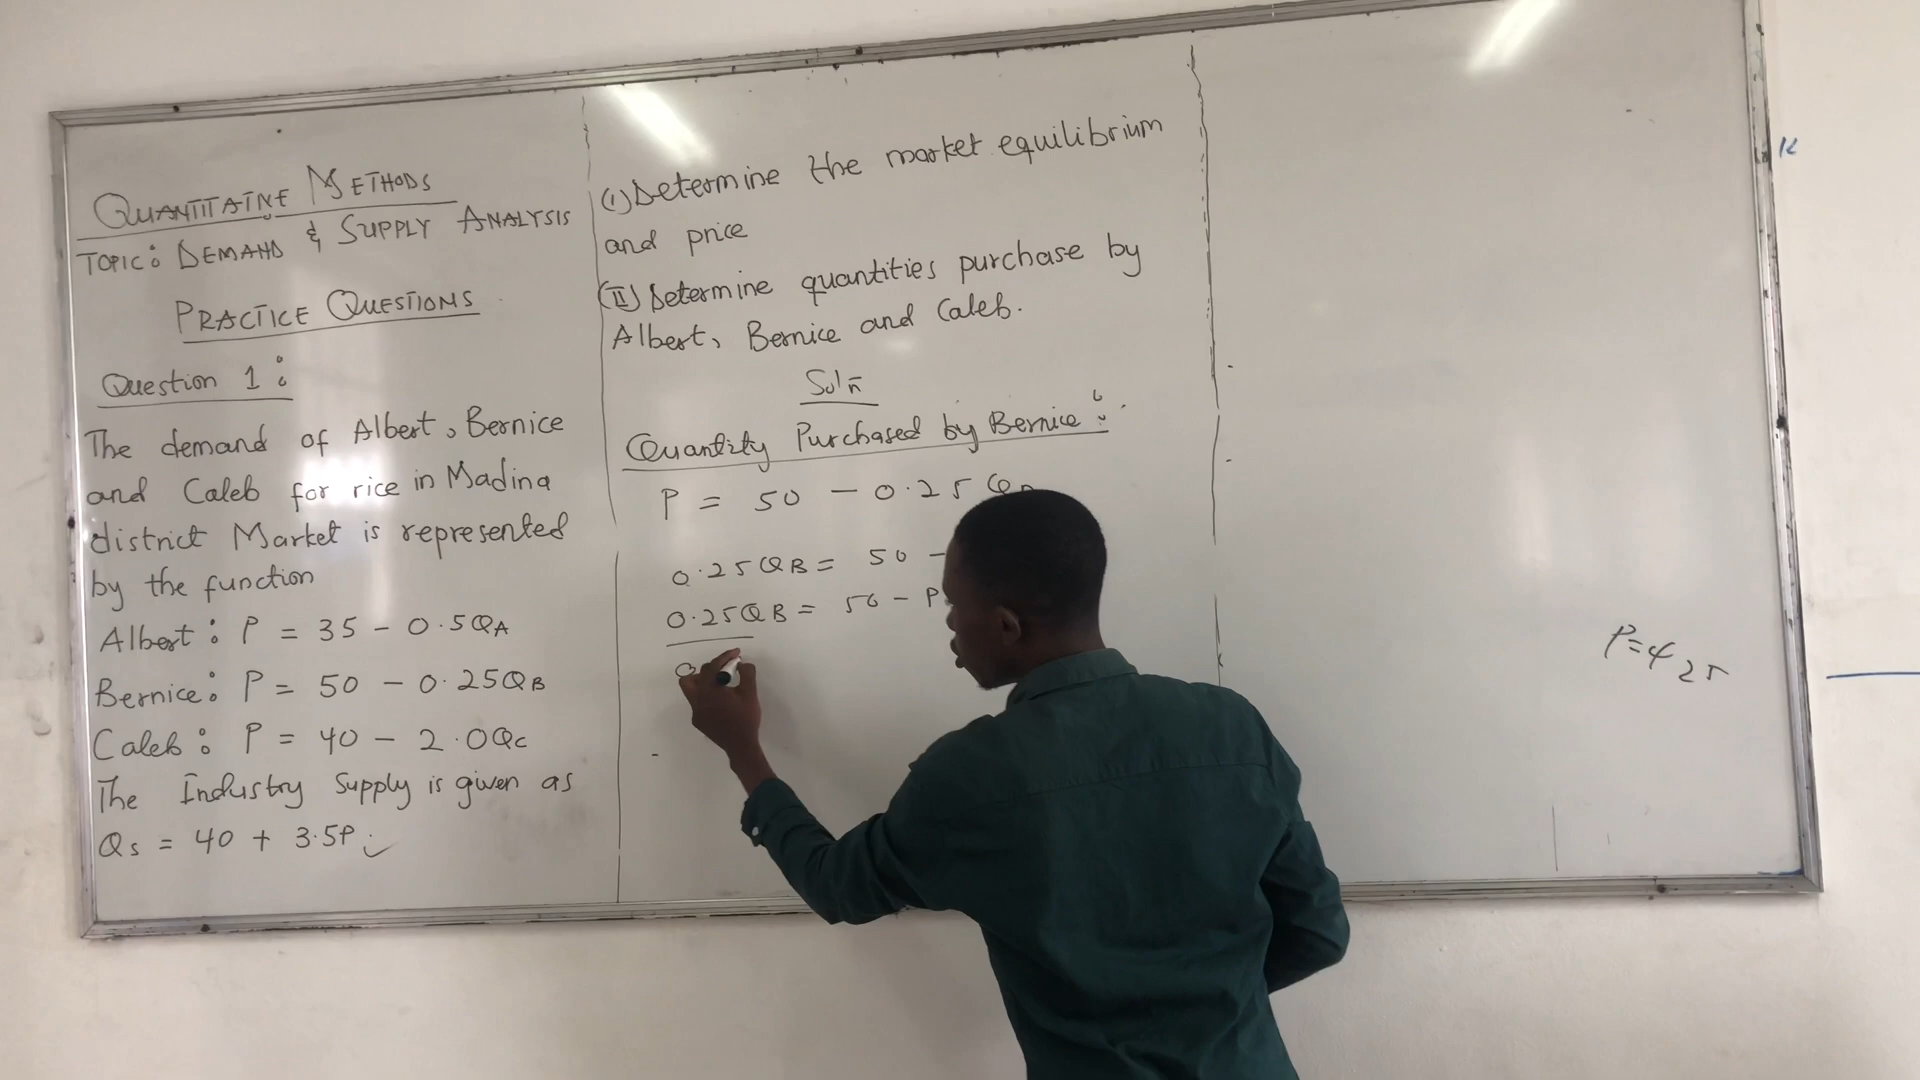 QUANTITATIVE METHODS
TOPIC: DEMAND & SUPPLY ANALYSIS
PRACTICE QUESTIONS
Question 1:
The demand of Albert, Bernice
and Caleb for rice in Madina
district Market is represented
by the function
Albert: P = 35 - 0.5QA
Bernice: P = 50 - 0.25QB
Caleb: P = 40 - 2.0Qc
The Industry Supply is given as
Qs = 40 + 3.5P.
(i) Determine the market equilibrium
and price
(II) Determine quantities purchase by
Albert, Bernice and Caleb.
Soln
Quantity Purchased by Bernice:
P = 50 - 0.25Q
0.25QB = 50 -
0.25QB = 50 - P
0
P=4
25